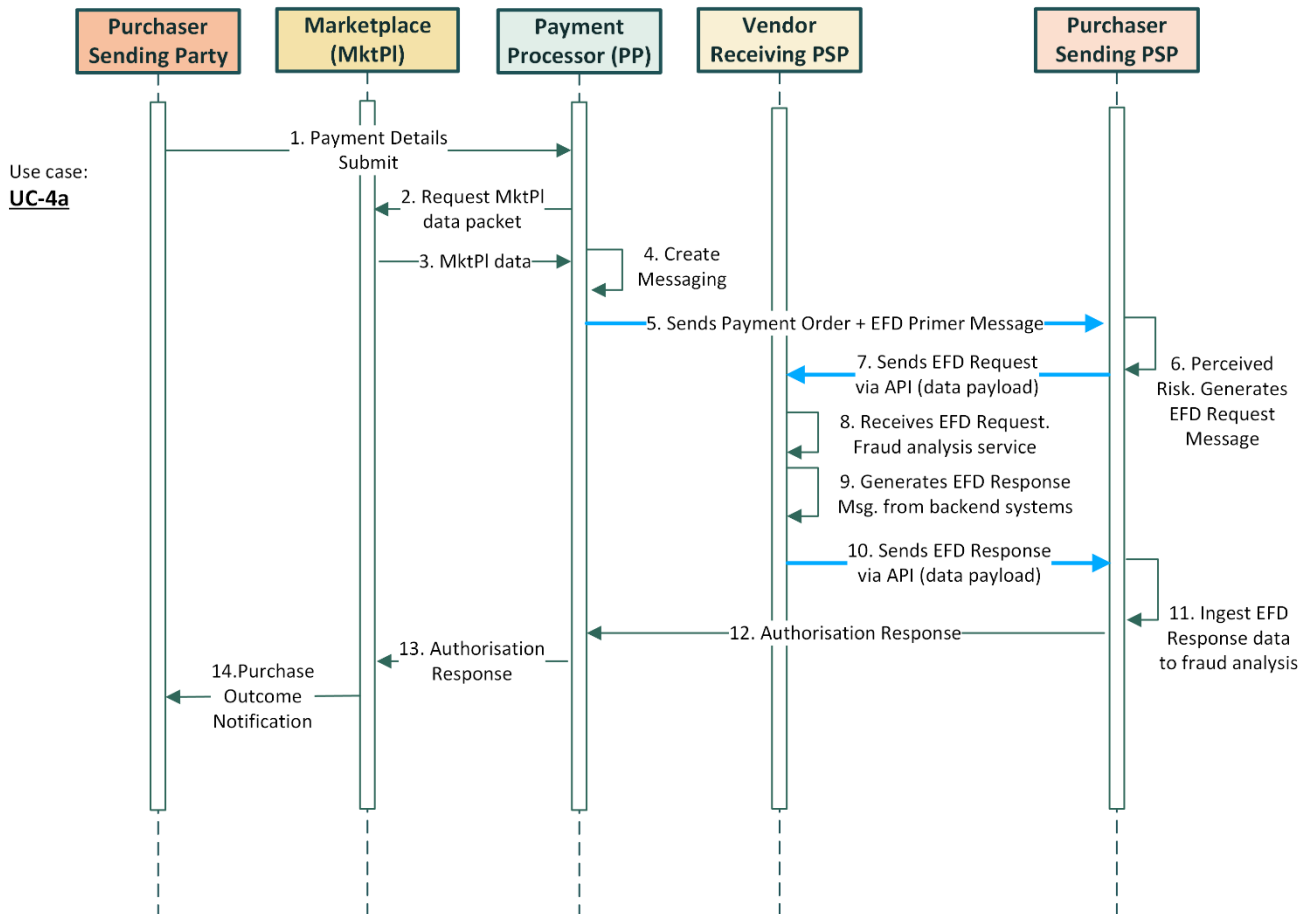 Purchaser
Sending Party
Marketplace
(MktPl)
Payment
Processor (PP)
Vendor
Receiving PSP
Purchaser
Sending PSP
Use case:
UC-4a
1. Payment Details
Submit
2. Request MktPl
data packet
3. MktPl data
4. Create
Messaging
5. Sends Payment Order + EFD Primer Message
6. Perceived
Risk. Generates
EFD Request
Message
7. Sends EFD Request
via API (data payload)
8. Receives EFD Request.
Fraud analysis service
9. Generates EFD Response
Msg. from backend systems
10. Sends EFD Response
via API (data payload)
11. Ingest EFD
Response data
to fraud analysis
12. Authorisation Response
13. Authorisation
Response
14.Purchase
Outcome
Notification